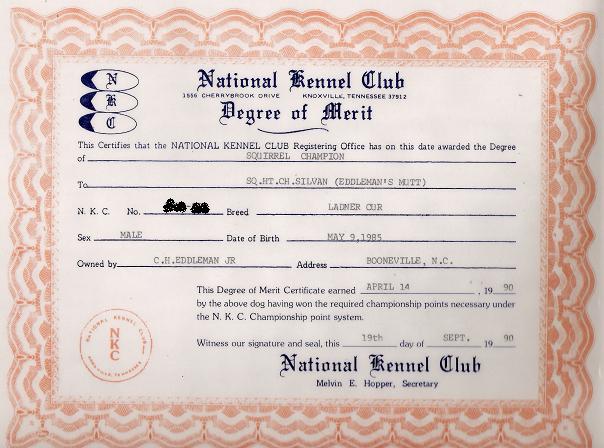 N
K
C
National Kennel Club
1556 CHERRYBROOK DRIVE KNOXVILLE, TENNESSEE 37912
Degree of Merit
This Certifies that the NATIONAL KENNEL CLUB Registering Office has on this date awarded the Degree
of SQUIRREL CHAMPION
To SQ.HT.CH.SILVAN (EDDLEMAN'S MUTT)
N. K. C. No. Breed LADNER CUR
Sex MALE Date of Birth MAY 9,1985
Owned by C.H.EDDLEMAN JR Address BOONEVILLE, N.C.
This Degree of Merit Certificate earned APRIL 14 , 19 90
by the above dog having won the required championship points necessary under
the N. K. C. Championship point system.
Witness our signature and seal, this 19th day of SEPT. 19 90
National Kennel Club
Melvin E. Hopper, Secretary
NATIONAL KENNEL CLUB
NKC
KNOXVILLE, TENNESSEE